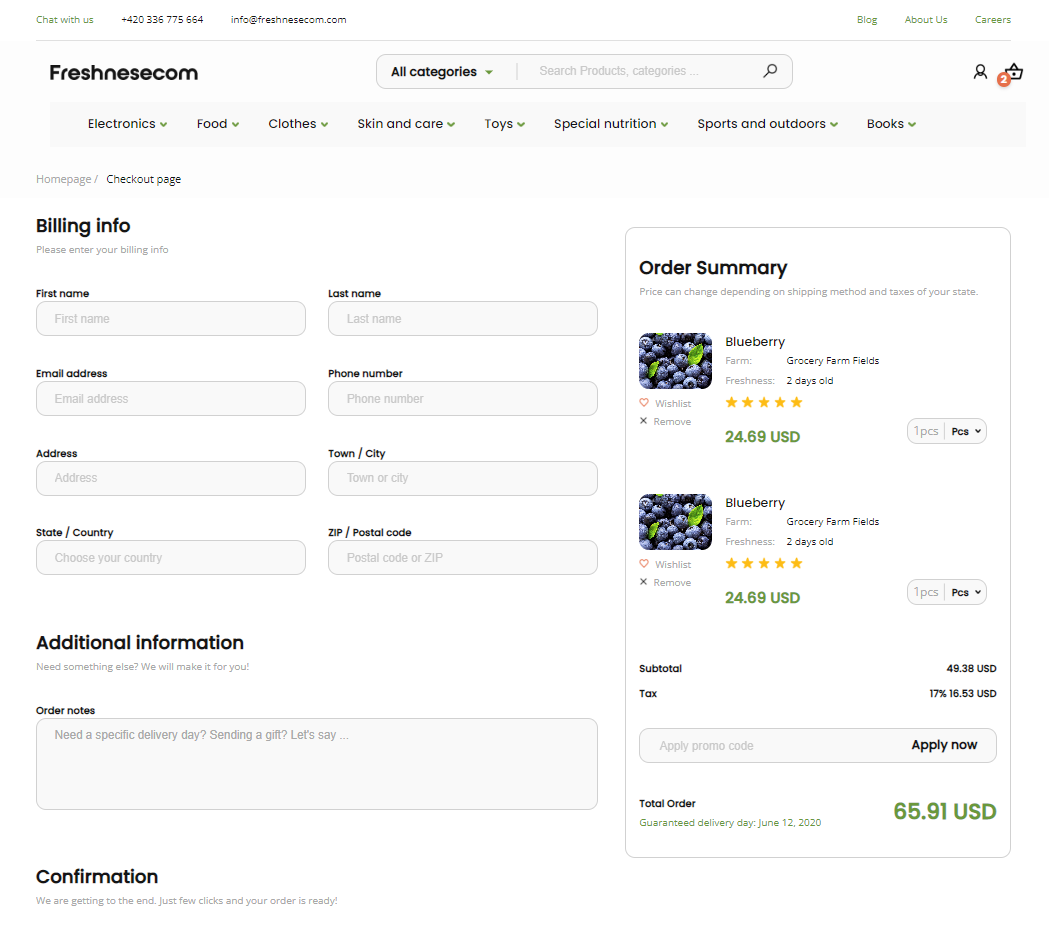 Chat with us +420 336 775 664 info@freshnesecom.com Blog About Us Careers
Freshnesecom All categories Search Products, categories ... 2
Electronics Food Clothes Skin and care Toys Special nutrition Sports and outdoors Books
Homepage / Checkout page
Billing info
Please enter your billing info
First name Last name
First name Last name
Email address Phone number
Email address Phone number
Address Town / City
Address Town or city
State / Country ZIP / Postal code
Choose your country Postal code or ZIP
Additional information
Need something else? We will make it for you!
Order notes
Need a specific delivery day? Sending a gift? Let's say ...
Confirmation
We are getting to the end. Just few clicks and your order is ready!
Order Summary
Price can change depending on shipping method and taxes of your state.
Blueberry
Farm: Grocery Farm Fields
Freshness: 2 days old
Wishlist
Remove
24.69 USD 1pcs Pcs
Blueberry
Farm: Grocery Farm Fields
Freshness: 2 days old
Wishlist
Remove
24.69 USD 1pcs Pcs
Subtotal 49.38 USD
Tax 17% 16.53 USD
Apply promo code Apply now
Total Order 65.91 USD
Guaranteed delivery day: June 12, 2020